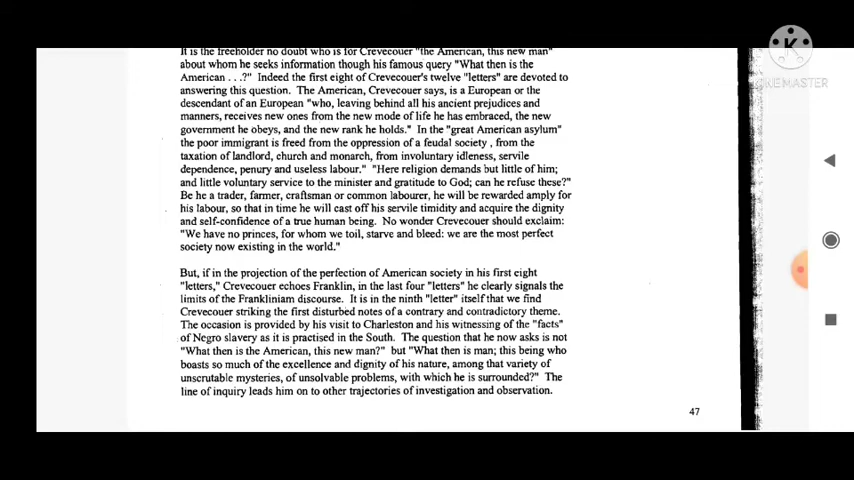 It is the freeholder no doubt who is for Crevecouer "the American, this new man"
about whom he seeks information though his famous query "What then is the
American . . .?" Indeed the first eight of Crevecouer's twelve "letters" are devoted to
answering this question. The American, Crevecouer says, is a European or the
descendant of an European "who, leaving behind all his ancient prejudices and
manners, receives new ones from the new mode of life he has embraced, the new
government he obeys, and the new rank he holds." In the "great American asylum"
the poor immigrant is freed from the oppression of a feudal society , from the
taxation of landlord, church and monarch, from involuntary idleness, servile
dependence, penury and useless labour." "Here religion demands but little of him;
and little voluntary service to the minister and gratitude to God; can he refuse these?"
Be he a trader, farmer, craftsman or common labourer, he will be rewarded amply for
his labour, so that in time he will cast off his servile timidity and acquire the dignity
and self-confidence of a true human being. No wonder Crevecouer should exclaim:
"We have no princes, for whom we toil, starve and bleed: we are the most perfect
society now existing in the world."
But, if in the projection of the perfection of American society in his first eight
"letters," Crevecouer echoes Franklin, in the last four "letters" he clearly signals the
limits of the Frankliniam discourse. It is in the ninth "letter" itself that we find
Crevecouer striking the first disturbed notes of a contrary and contradictory theme.
The occasion is provided by his visit to Charleston and his witnessing of the "facts"
of Negro slavery as it is practised in the South. The question that he now asks is not
"What then is the American, this new man?" but "What then is man; this being who
boasts so much of the excellence and dignity of his nature, among that variety of
unscrutable mysteries, of unsolvable problems, with which he is surrounded?" The
line of inquiry leads him on to other trajectories of investigation and observation.
47
K
KINEMASTER